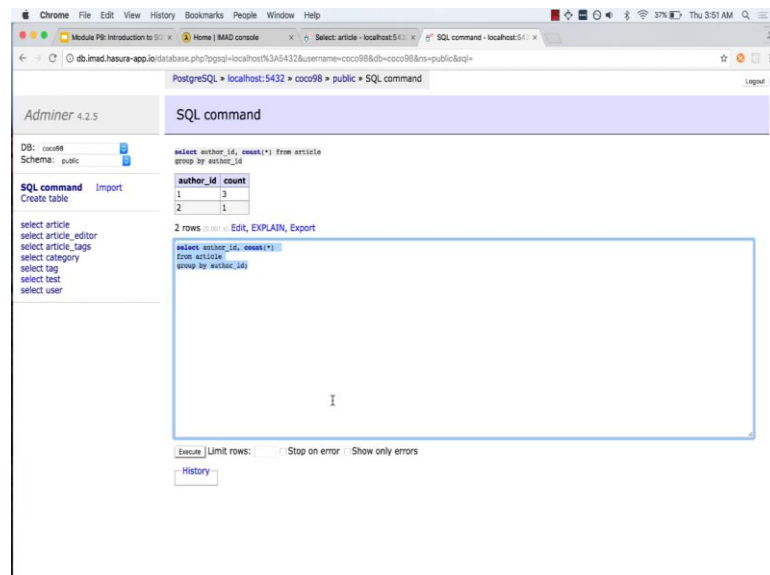 Chrome File Edit View History Bookmarks People Window Help 37% Thu 3:51 AM
Module P9: Introduction to SQ
Home | IMAD console
Select: article - localhost:543
SQL command - localhost:543
db.imad.hasura-app.io/database.php?pgsql=localhost%3A5432&username=coco98&db=coco98&ns=public&sql=
PostgreSQL » localhost:5432 » coco98 » public » SQL command
Logout
Adminer 4.2.5
SQL command
DB: coco98
Schema: public
SQL command Import
Create table
select article
select article_editor
select article_tags
select category
select tag
select test
select user
select author_id, count(*) from article
group by author_id
author_id count
1 3
2 1
2 rows (0.001 s) Edit, EXPLAIN, Export
select author_id, count(*)
from article
group by author_id;
Execute Limit rows: Stop on error Show only errors
History